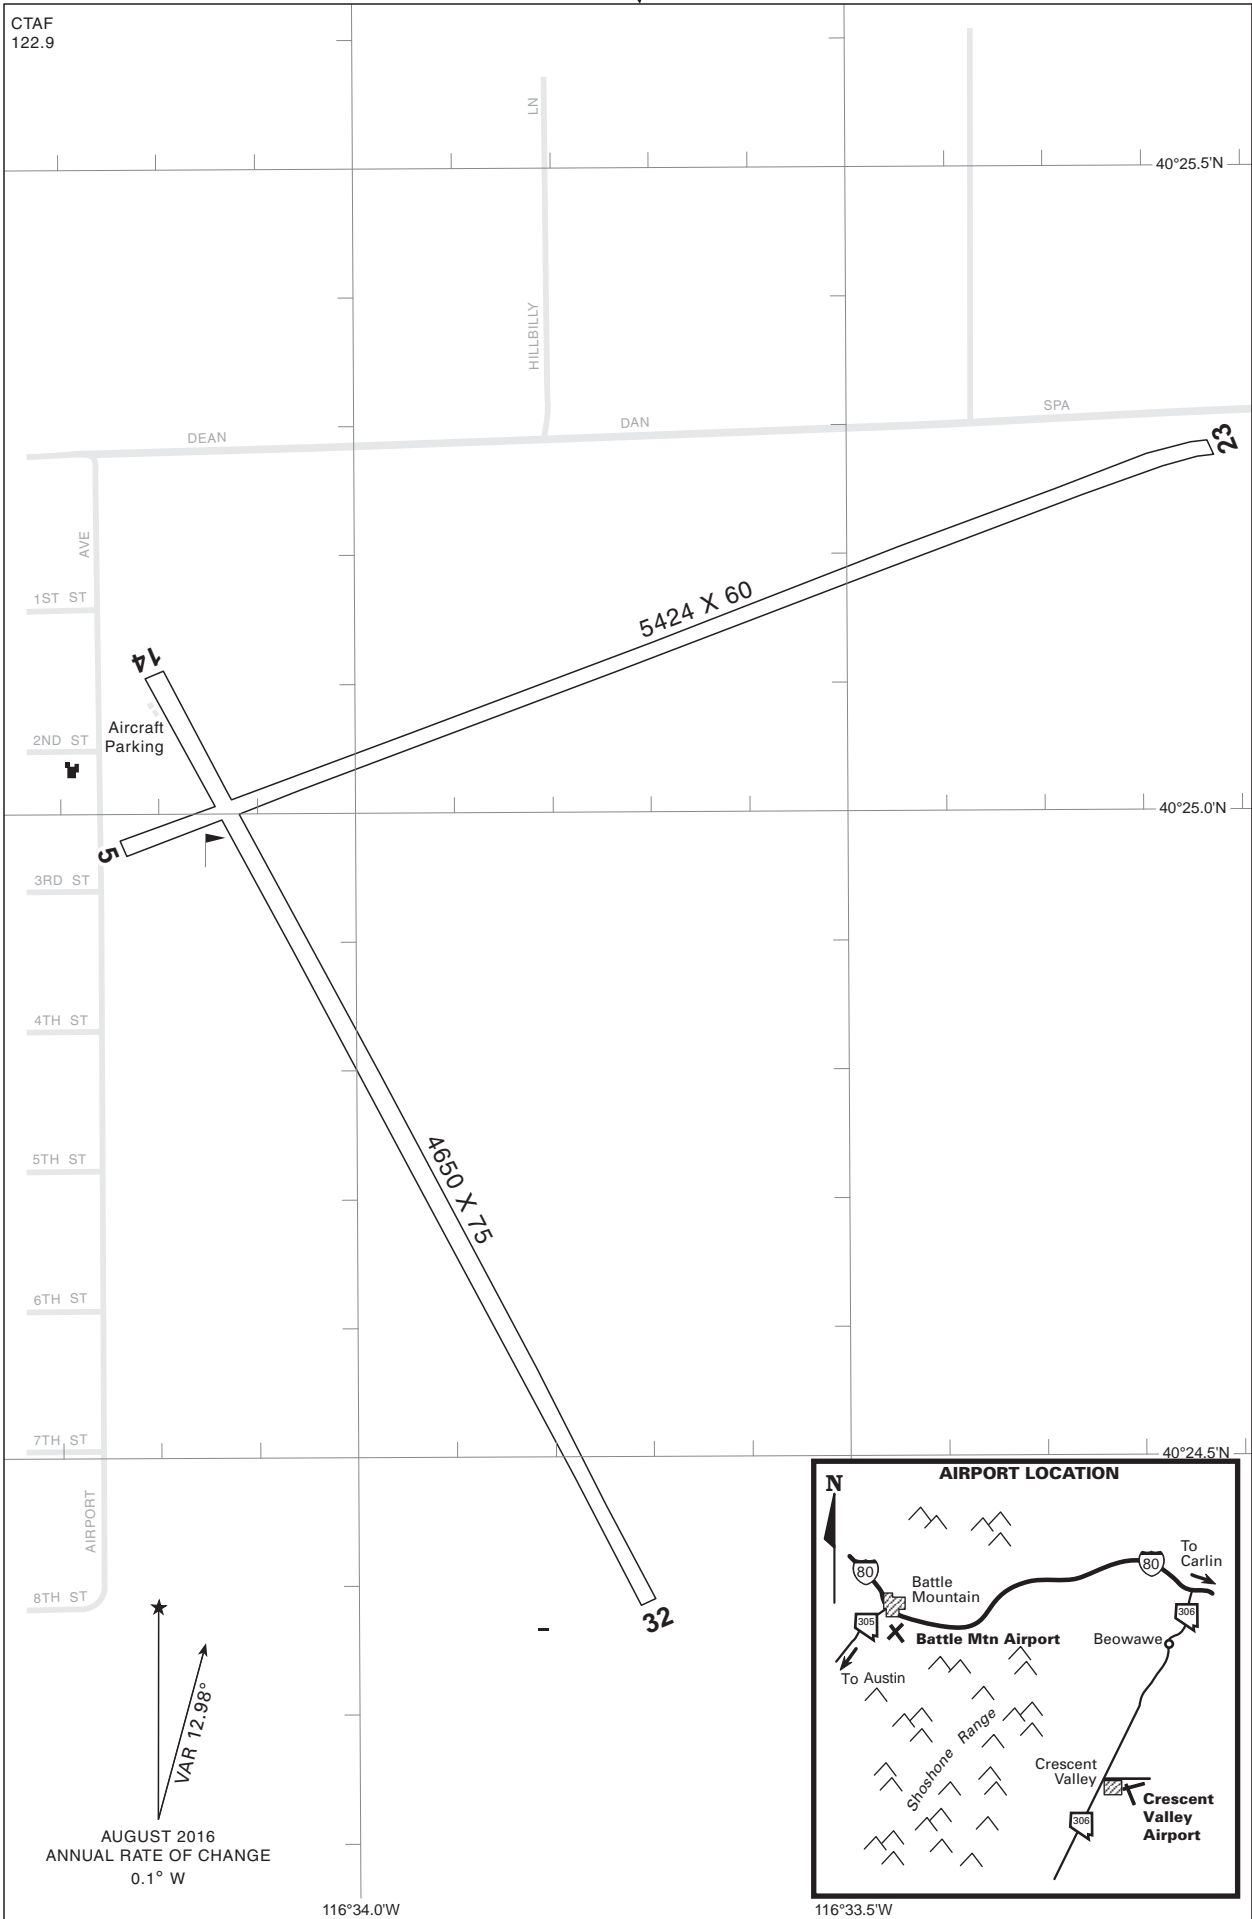 CTAF
122.9
LN
40°25.5'N
HILLBILLY
SPA
DAN
DEAN
23
AVE
1ST ST
5424 X 60
14
Aircraft
Parking
2ND ST
40°25.0'N
5
3RD ST
4TH ST
4650 X 75
5TH ST
6TH ST
7TH ST
40°24.5'N
AIRPORT
8TH ST
32
VAR 12.98°
AUGUST 2016
ANNUAL RATE OF CHANGE
0.1° W
116°34.0'W
116°33.5'W
AIRPORT LOCATION
N
To
Carlin
80
80
Battle
Mountain
306
305
Battle Mtn Airport
Beowawe
To Austin
Shoshone Range
Crescent
Valley
Crescent
Valley
Airport
306